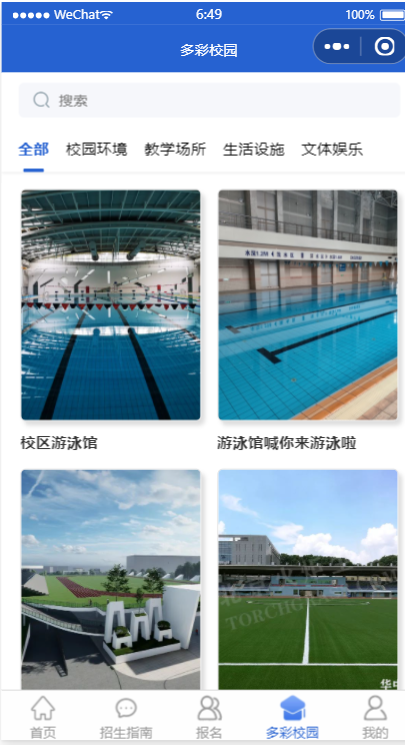 WeChat 6:49 100%
多彩校园
搜索
全部 校园环境 教学场所 生活设施 文体娱乐
校区游泳馆 游泳馆喊你来游泳啦
TORCHG
华中
首页 招生指南 报名 多彩校园 我的